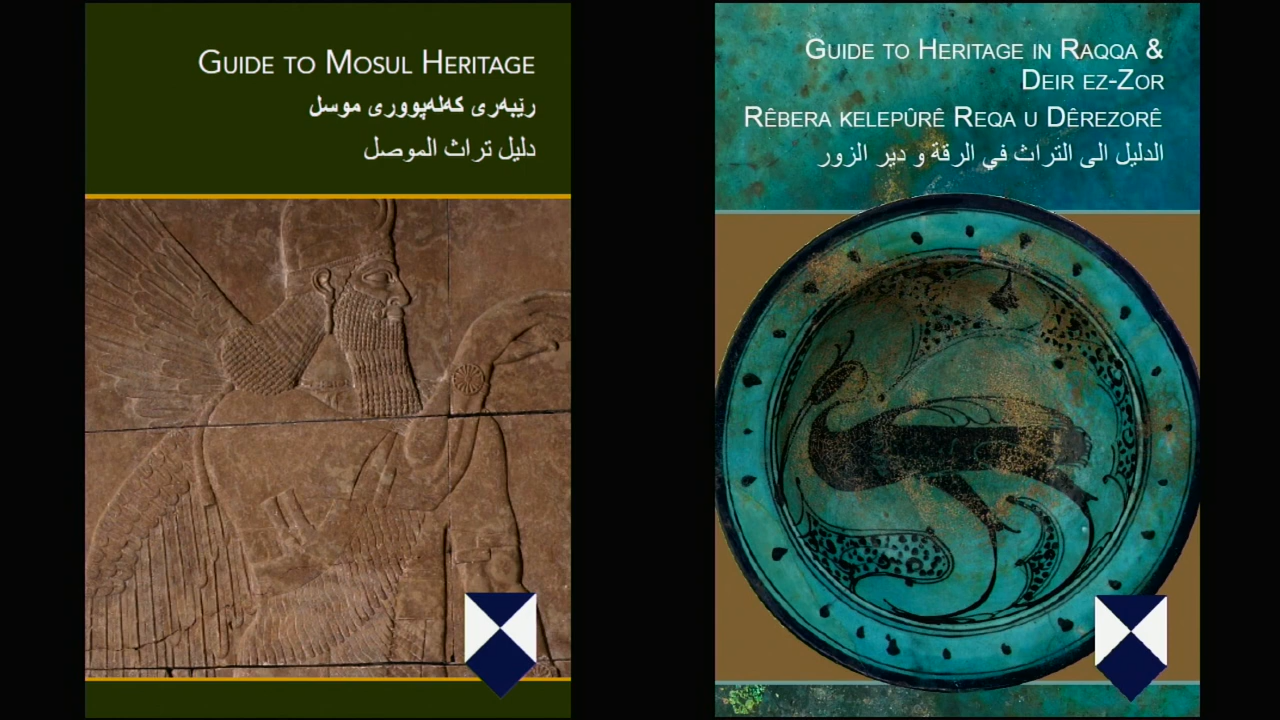 Guide to Mosul Heritage
رێبەری کەلەپووری موسل
دليل تراث الموصل
Guide to Heritage in Raqqa &
Deir ez-Zor
Rêbera kelepûrê Reqa u Dêrezorê
الدليل الى التراث في الرقة و دير الزور